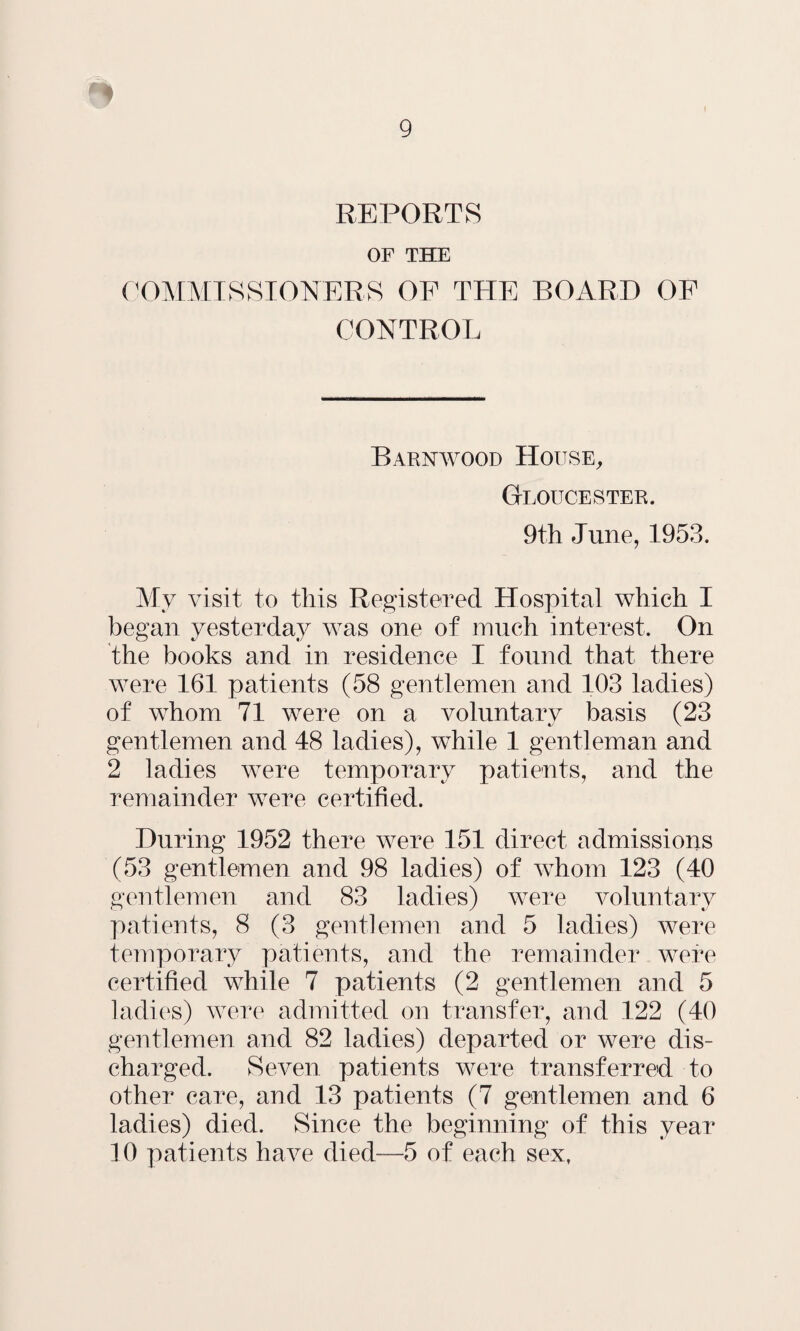 9
REPORTS
OF THE
COMMISSIONERS OF THE BOARD OF
CONTROL
Barnwood House,
Gloucester.
9th June, 1953.
My visit to this Registered Hospital which I
began yesterday was one of much interest. On
the books and in residence I found that there
were 161 patients (58 gentlemen and 103 ladies)
of whom 71 were on a voluntary basis (23
gentlemen and 48 ladies), while 1 gentleman and
2 ladies were temporary patients, and the
remainder were certified.
During 1952 there were 151 direct admissions
(53 gentlemen and 98 ladies) of whom 123 (40
gentlemen and 83 ladies) were voluntary
patients, 8 (3 gentlemen and 5 ladies) were
temporary patients, and the remainder were
certified while 7 patients (2 gentlemen and 5
ladies) were admitted on transfer, and 122 (40
gentlemen and 82 ladies) departed or were dis-
charged. Seven patients were transferred to
other care, and 13 patients (7 gentlemen and 6
ladies) died. Since the beginning of this year
10 patients have died—5 of each sex,